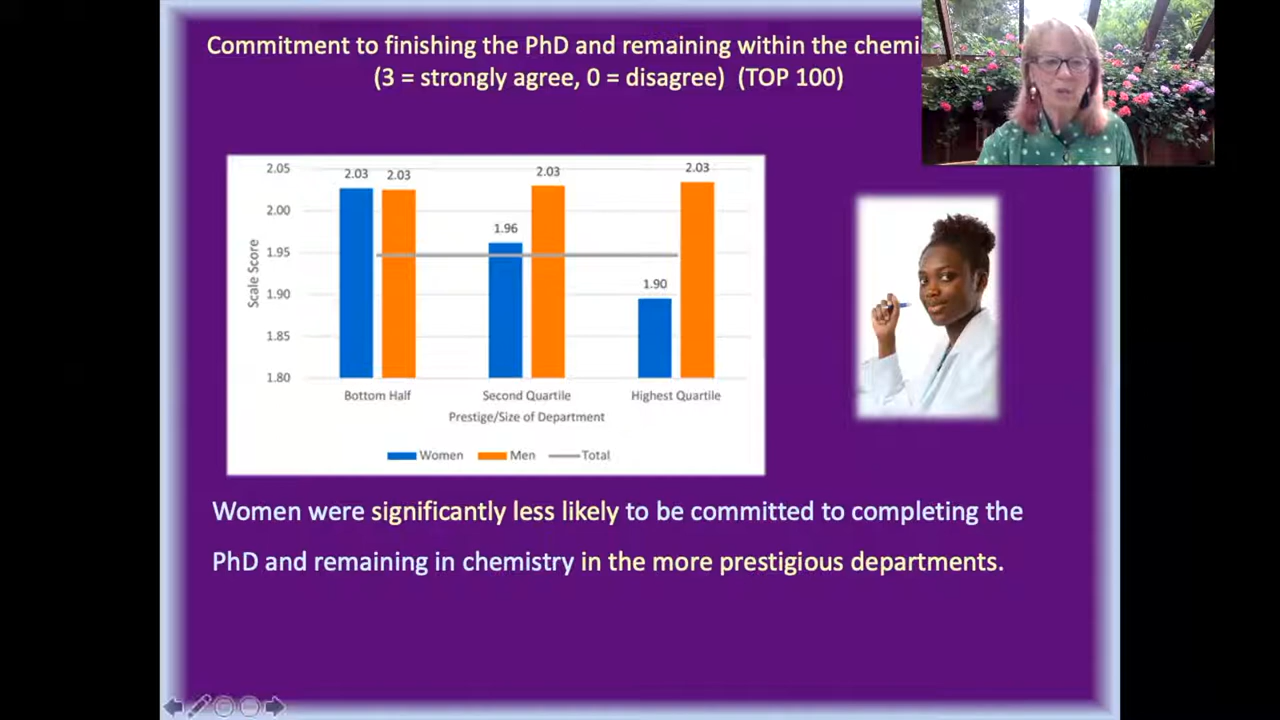 Commitment to finishing the PhD and remaining within the
(3 = strongly agree, 0 = disagree) (TOP 100)
2.05
2.00
1.95
1.90
1.85
1.80
Scale Score
2.03 2.03
1.96
2.03
1.90
2.03
Bottom Half Second Quartile Highest Quartile
Prestige/Size of Department
Women Men Total
Women were significantly less likely to be committed to completing the
PhD and remaining in chemistry in the more prestigious departments.